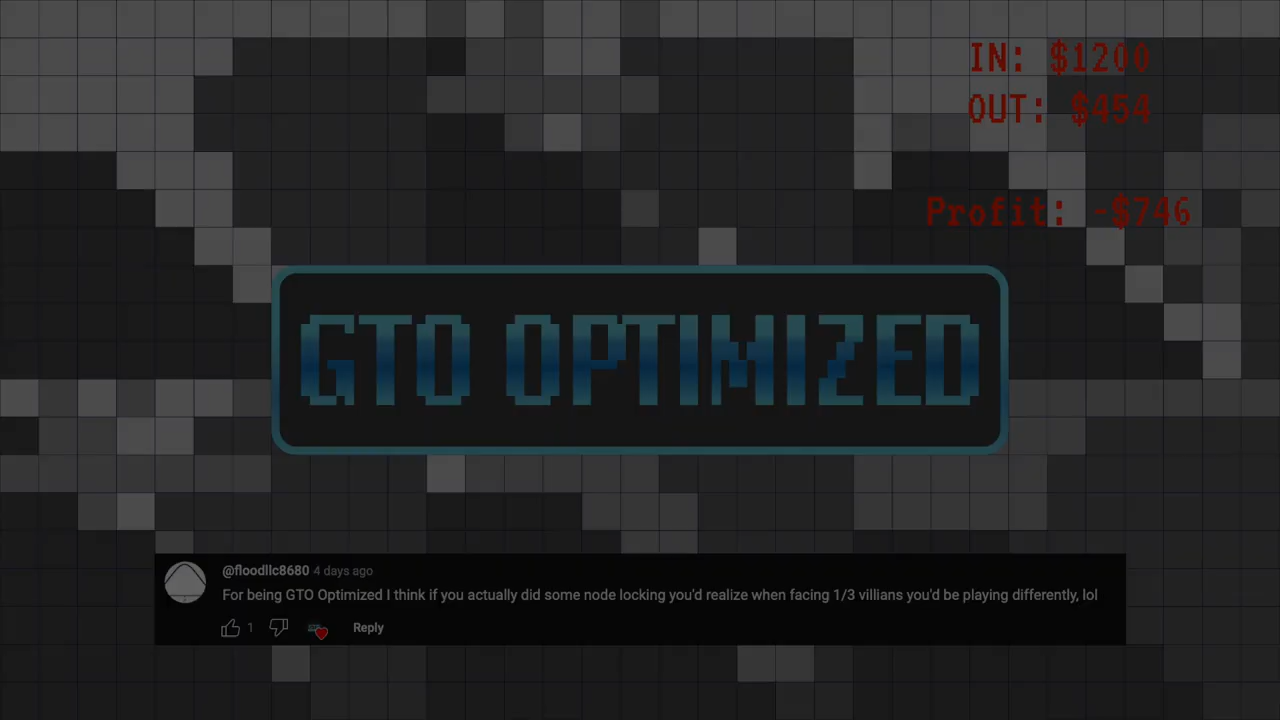 IN: $1200
OUT: $454
Profit: -$746
GTO OPTIMIZED
@floodllc8680 4 days ago
For being GTO Optimized I think if you actually did some node locking you'd realize when facing 1/3 villians you'd be playing differently, lol
1 Reply